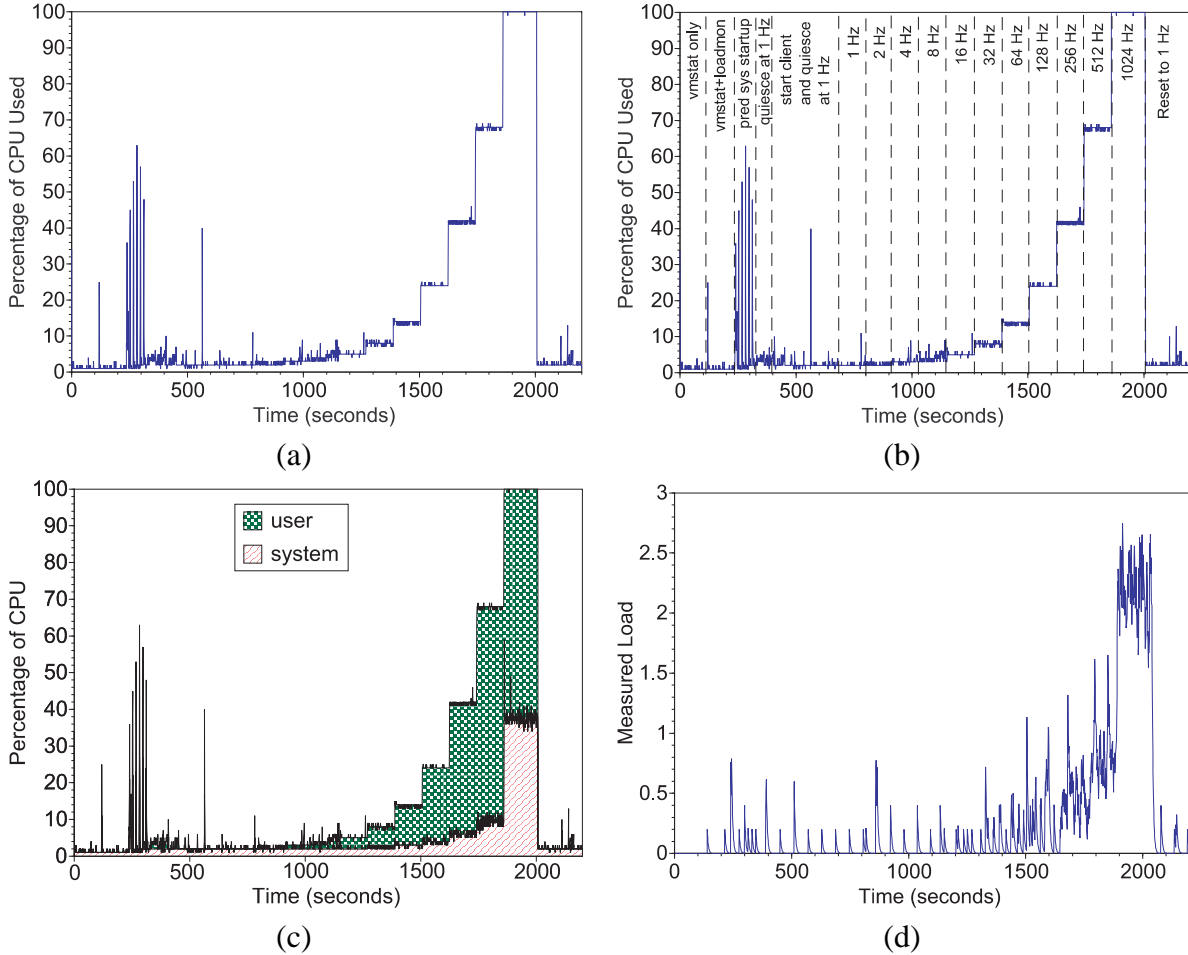 Percentage of CPU Used
100
90
80
70
60
50
40
30
20
10
0
0 500 1000 1500 2000
Time (seconds)
(a)
Percentage of CPU Used
100
90
80
70
60
50
40
30
20
10
0
vmstat only
vmstat+loadmon
pred sys startup
quiesce at 1 Hz
start client
and quiesce
at 1 Hz
1 Hz
2 Hz
4 Hz
8 Hz
16 Hz
32 Hz
64 Hz
128 Hz
256 Hz
512 Hz
1024 Hz
Reset to 1 Hz
0 500 1000 1500 2000
Time (seconds)
(b)
Percentage of CPU
100
90
80
70
60
50
40
30
20
10
0
user
system
0 500 1000 1500 2000
Time (seconds)
(c)
Measured Load
3
2.5
2
1.5
1
0.5
0
0 500 1000 1500 2000
Time (seconds)
(d)